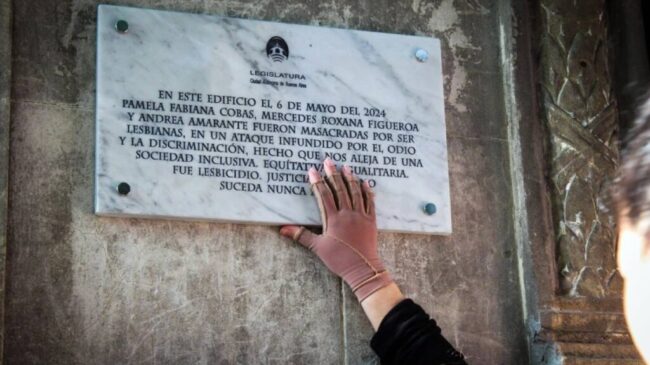 LEGISLATURA
Ciudad Autónoma de Buenos Aires
EN ESTE EDIFICIO EL 6 DE MAYO DEL 2024
PAMELA FABIANA COBAS, MERCEDES ROXANA FIGUEROA
Y ANDREA AMARANTE FUERON MASACRADAS POR SER
LESBIANAS, EN UN ATAQUE INFUNDIDO POR EL ODIO
Y LA DISCRIMINACIÓN, HECHO QUE NOS ALEJA DE UNA
SOCIEDAD INCLUSIVA, EQUITATIVA IGUALITARIA.
FUE LESBICIDIO. JUSTICIA
SUCEDA NUNCA